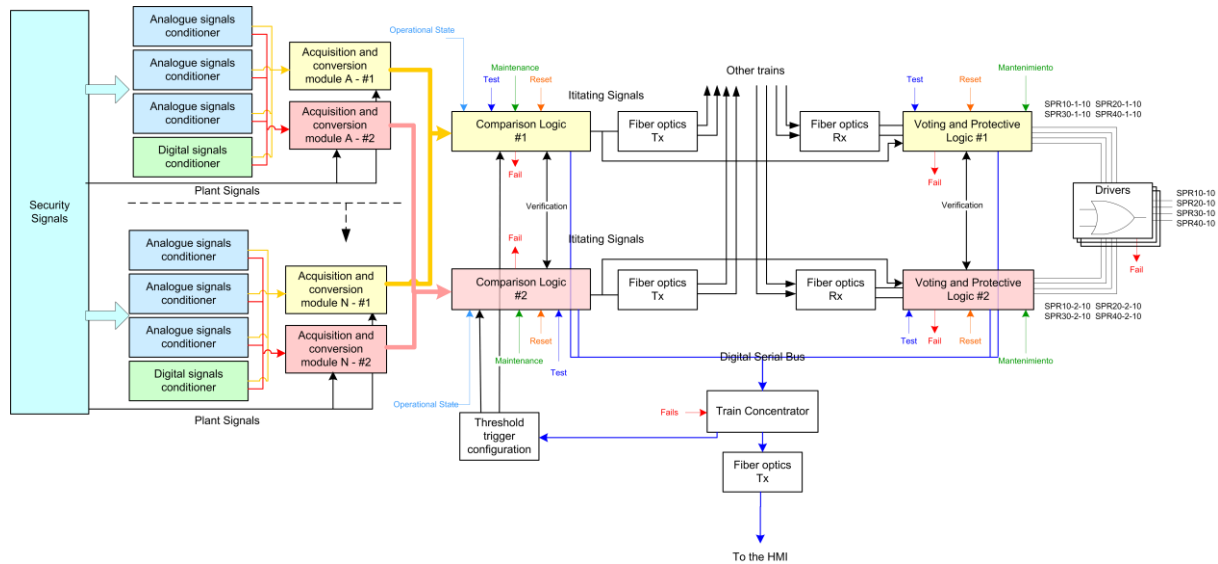 Security
Signals
Analogue signals
conditioner
Analogue signals
conditioner
Analogue signals
conditioner
Digital signals
conditioner
Acquisition and
conversion
module A - #1
Acquisition and
conversion
module A - #2
Plant Signals
Analogue signals
conditioner
Analogue signals
conditioner
Analogue signals
conditioner
Digital signals
conditioner
Acquisition and
conversion
module N - #1
Acquisition and
conversion
module N - #2
Plant Signals
Operational State
Test
Maintenance
Reset
Comparison Logic
#1
Fail
Ititating Signals
Fiber optics
Tx
Other trains
Fiber optics
Rx
Test
Reset
Mantenimiento
Voting and Protective
Logic #1
Fail
SPR10-1-10 SPR20-1-10
SPR30-1-10 SPR40-1-10
Verification
Verification
Drivers
Fail
SPR10-10
SPR20-10
SPR30-10
SPR40-10
Fail
Comparison Logic
#2
Ititating Signals
Fiber optics
Tx
Fiber optics
Rx
Voting and Protective
Logic #2
SPR10-2-10 SPR20-2-10
SPR30-2-10 SPR40-2-10
Operational State
Maintenance
Reset
Test
Test
Fail
Reset
Mantenimiento
Digital Serial Bus
Fails
Train Concentrator
Threshold
trigger
configuration
Fiber optics
Tx
To the HMI